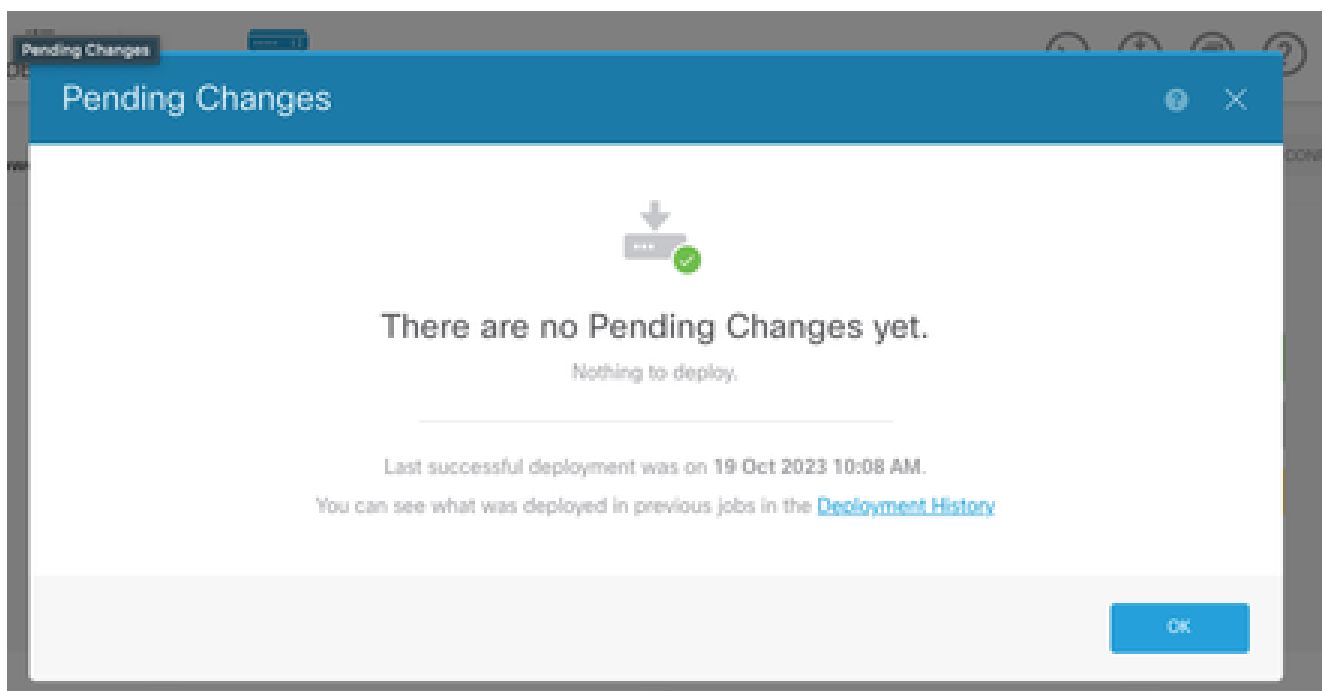 Pending Changes
Pending Changes
There are no Pending Changes yet.
Nothing to deploy.
Last successful deployment was on 19 Oct 2023 10:08 AM.
You can see what was deployed in previous jobs in the Deployment History
OK